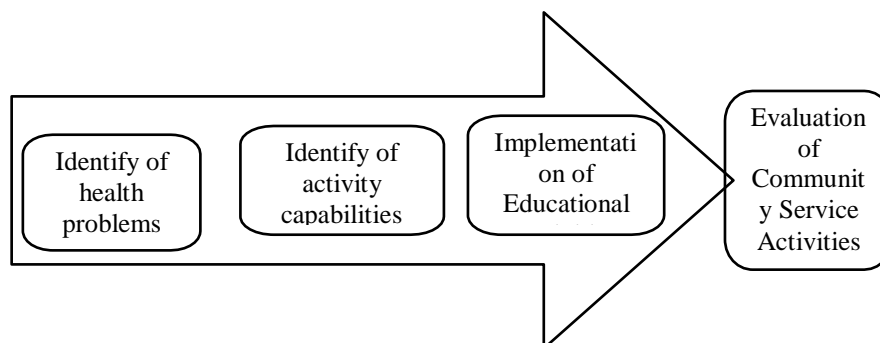 Identify of
health
problems
Identify of
activity
capabilities
Implementati
on of
Educational
Evaluation
of
Communit
y Service
Activities